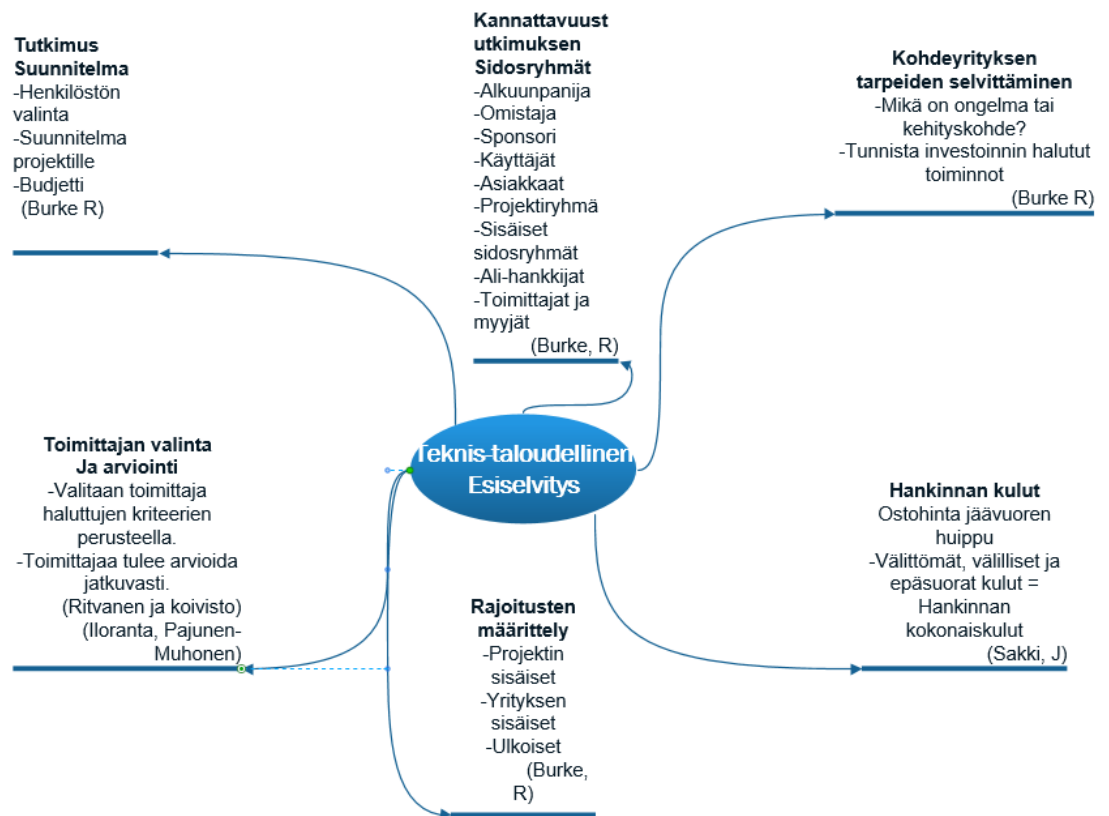 Tutkimus
Suunnitelma
-Henkilöstön
valinta
-Suunnitelma
projektille
-Budjetti
(Burke R)
Kannattavuust
utkimuksen
Sidosryhmät
-Alkuunpanija
-Omistaja
-Sponsori
-Käyttäjät
-Asiakkaat
-Projektiryhmä
-Sisäiset
sidosryhmät
-Ali-hankkijat
-Toimittajat ja
myyjät
(Burke, R)
Kohdeyrityksen
tarpeiden selvittäminen
-Mikä on ongelma tai
kehityskohde?
-Tunnista investoinnin halutut
toiminnot
(Burke R)
Teknis-taloudellinen
Esiselvitys
Toimittajan valinta
Ja arviointi
-Valitaan toimittaja
haluttujen kriteerien
perusteella.
-Toimittajaa tulee arvioida
jatkuvasti.
(Ritvanen ja koivisto)
(Iloranta, Pajunen-
Muhonen)
Rajoitusten
määrittely
-Projektin
sisäiset
-Yrityksen
sisäiset
-Ulkoiset
(Burke,
R)
Hankinnan kulut
Ostohinta jäävuoren
huippu
-Välittömät, välilliset ja
epäsuorat kulut =
Hankinnan
kokonaiskulut
(Sakki, J)